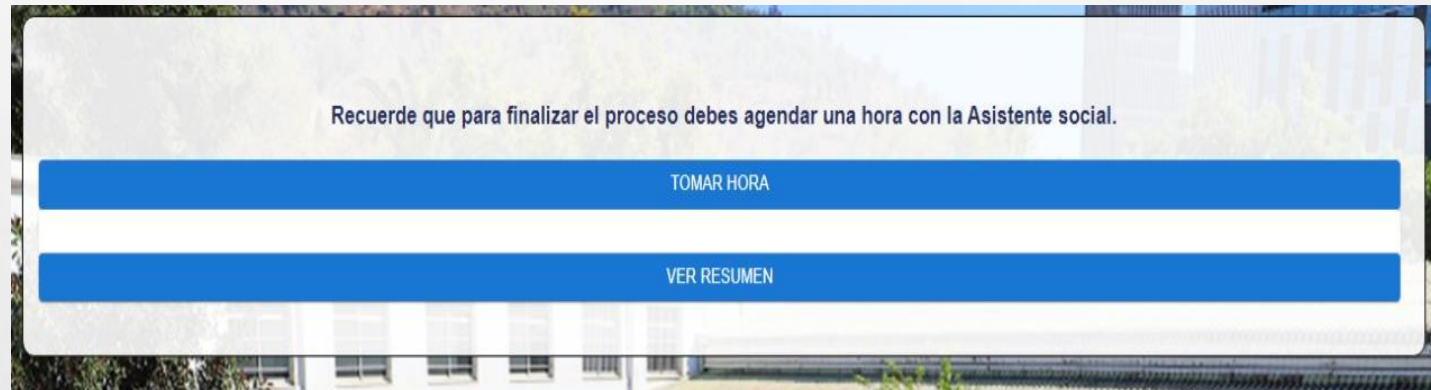 Recuerde que para finalizar el proceso debes agendar una hora con la Asistente social.
TOMAR HORA
VER RESUMEN